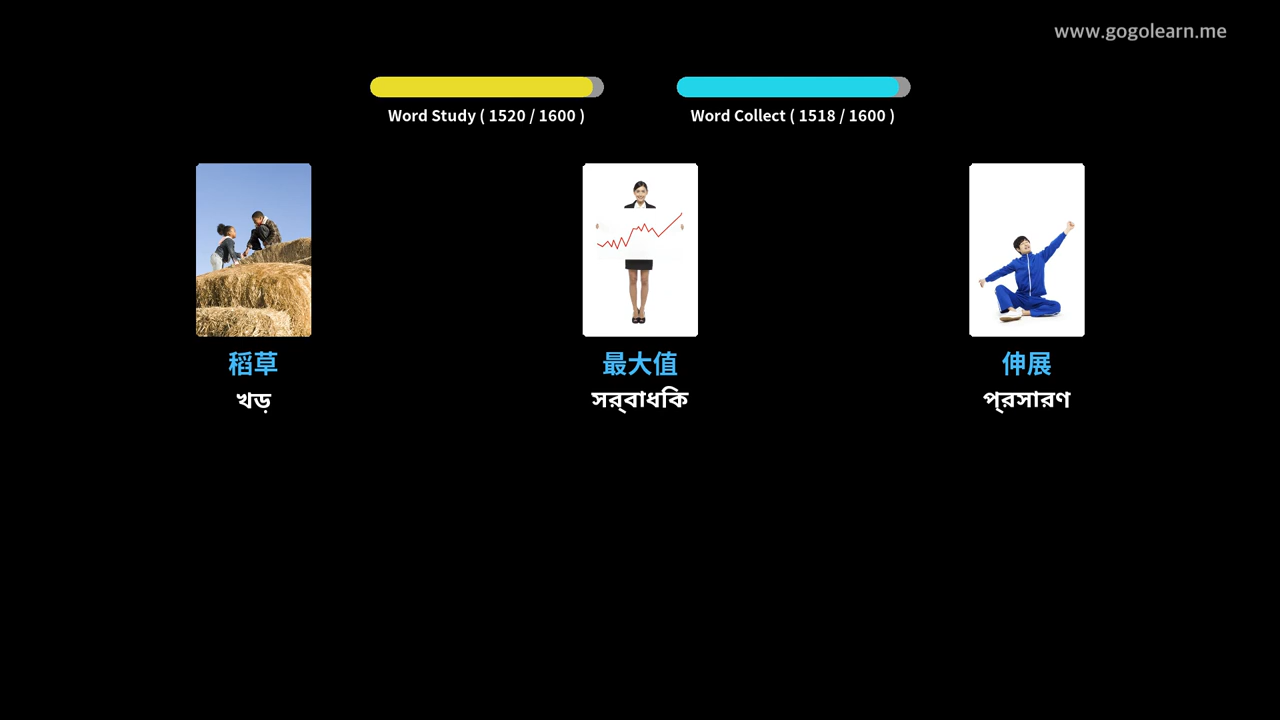 www.gogolearn.me
Word Study ( 1520 / 1600 )
Word Collect ( 1518 / 1600 )
稻草
最大值
伸展
খড়
সর্বাধিক
প্রসারণ